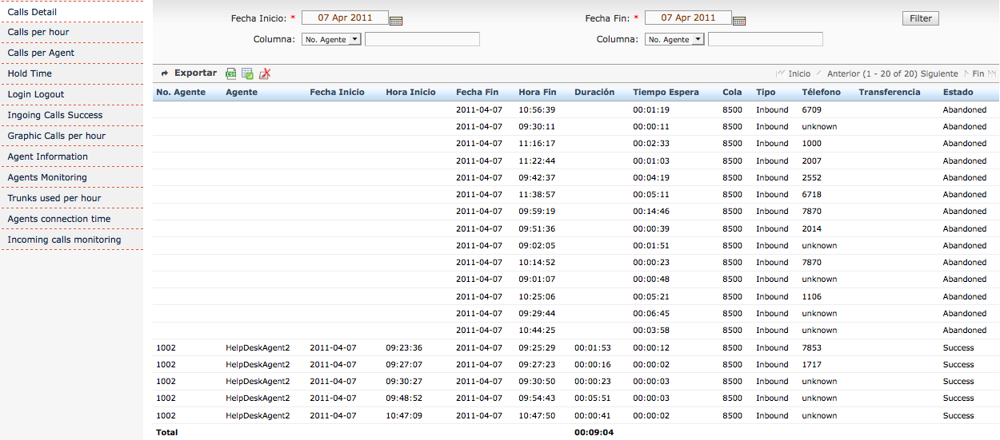 Calls Detail
Calls per hour
Calls per Agent
Hold Time
Login Logout
Ingoing Calls Success
Graphic Calls per hour
Agent Information
Agents Monitoring
Trunks used per hour
Agents connection time
Incoming calls monitoring
Fecha Inicio: * 07 Apr 2011 Fecha Fin: * 07 Apr 2011 Filter
Columna: No. Agente Columna: No. Agente
Exportar Inicio Anterior (1 - 20 of 20) Siguiente Fin
No. Agente Agente Fecha Inicio Hora Inicio Fecha Fin Hora Fin Duración Tiempo Espera Cola Tipo Télefono Transferencia Estado
2011-04-07 10:56:39 00:01:19 8500 Inbound 6709 Abandoned
2011-04-07 09:30:11 00:00:11 8500 Inbound unknown Abandoned
2011-04-07 11:16:17 00:02:33 8500 Inbound 1000 Abandoned
2011-04-07 11:22:44 00:01:03 8500 Inbound 2007 Abandoned
2011-04-07 09:42:37 00:04:19 8500 Inbound 2552 Abandoned
2011-04-07 11:38:57 00:05:11 8500 Inbound 6718 Abandoned
2011-04-07 09:59:19 00:14:46 8500 Inbound 7870 Abandoned
2011-04-07 09:51:36 00:00:39 8500 Inbound 2014 Abandoned
2011-04-07 09:02:05 00:01:51 8500 Inbound unknown Abandoned
2011-04-07 10:14:52 00:00:23 8500 Inbound 7870 Abandoned
2011-04-07 09:01:07 00:00:48 8500 Inbound unknown Abandoned
2011-04-07 10:25:06 00:05:21 8500 Inbound 1106 Abandoned
2011-04-07 09:29:44 00:06:45 8500 Inbound unknown Abandoned
2011-04-07 10:44:25 00:03:58 8500 Inbound unknown Abandoned
1002 HelpDeskAgent2 2011-04-07 09:23:36 2011-04-07 09:25:29 00:01:53 00:00:12 8500 Inbound 7853 Success
1002 HelpDeskAgent2 2011-04-07 09:27:07 2011-04-07 09:27:23 00:00:16 00:00:02 8500 Inbound 1717 Success
1002 HelpDeskAgent2 2011-04-07 09:30:27 2011-04-07 09:30:50 00:00:23 00:00:03 8500 Inbound unknown Success
1002 HelpDeskAgent2 2011-04-07 09:48:52 2011-04-07 09:54:43 00:05:51 00:00:03 8500 Inbound unknown Success
1002 HelpDeskAgent2 2011-04-07 10:47:09 2011-04-07 10:47:50 00:00:41 00:00:02 8500 Inbound unknown Success
Total 00:09:04